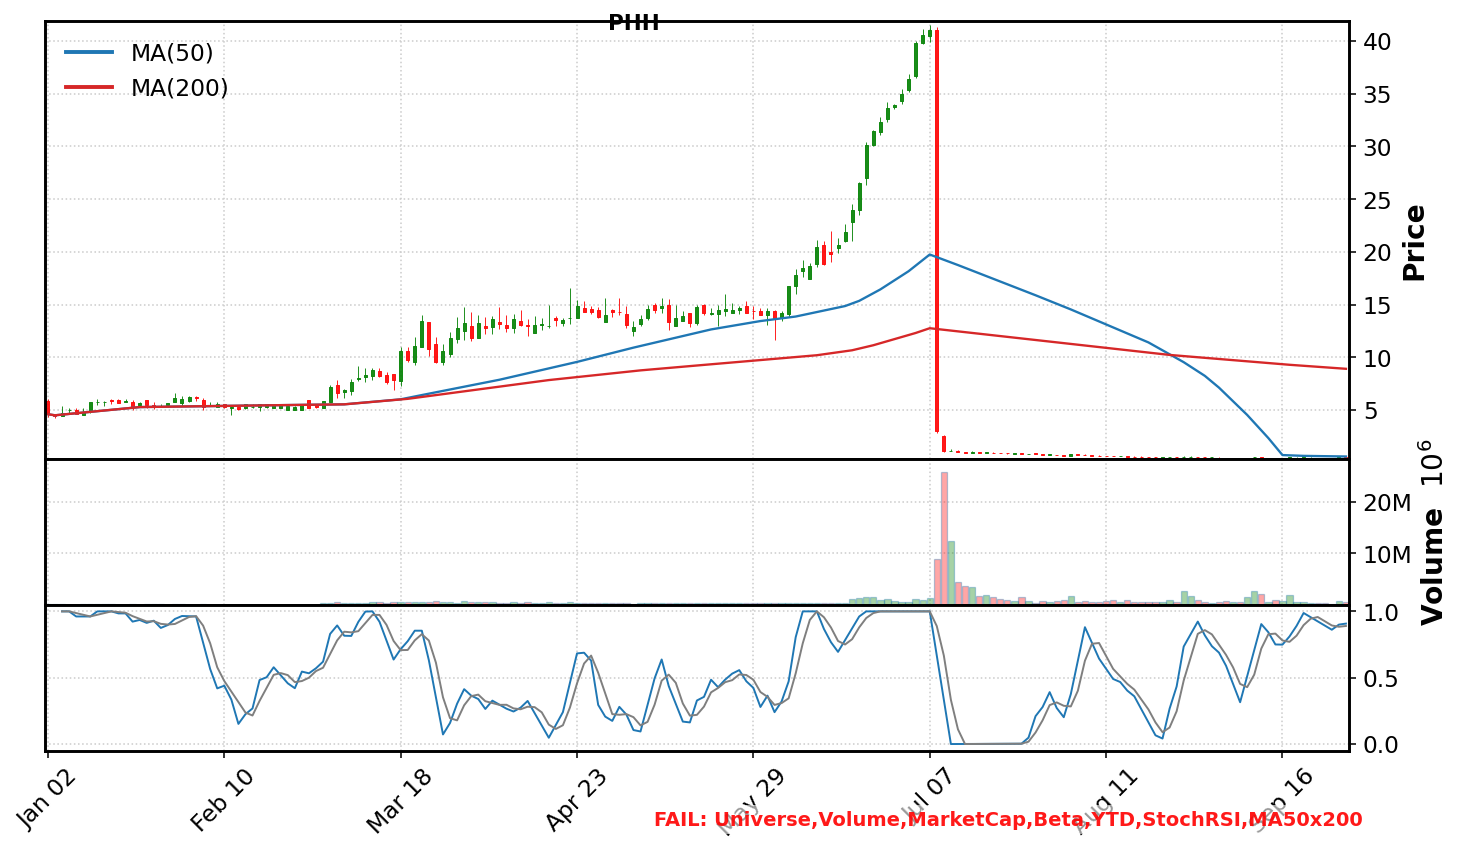 PHH
MA(50)
MA(200)
40
35
30
25
20
15
10
5
Price
20M
10M
Volume 10⁶
1.0
0.5
0.0
Jan 02
Feb 10
Mar 18
Apr 23
May 29
Jul 07
Aug 11
Sep 16
FAIL: Universe,Volume,MarketCap,Beta,YTD,StochRSI,MA50x200